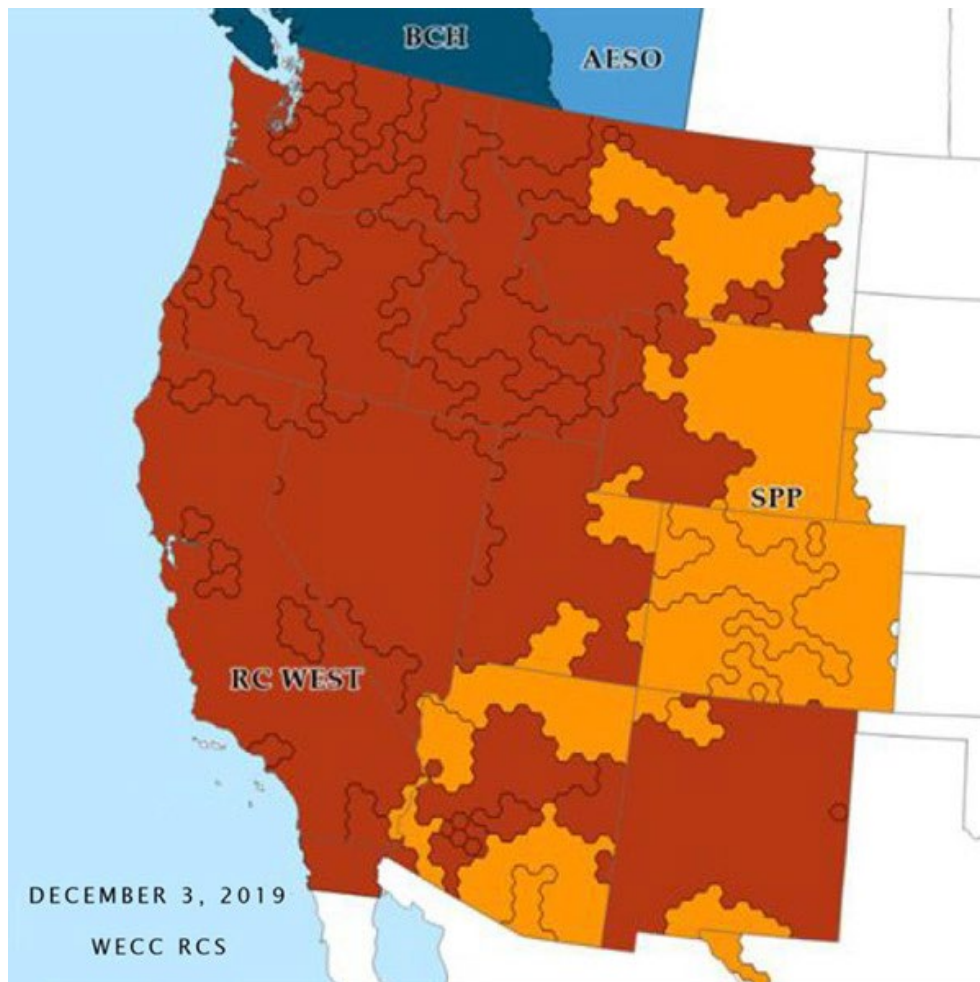 BCH
AESO
SPP
RC WEST
DECEMBER 3, 2019
WECC RCS